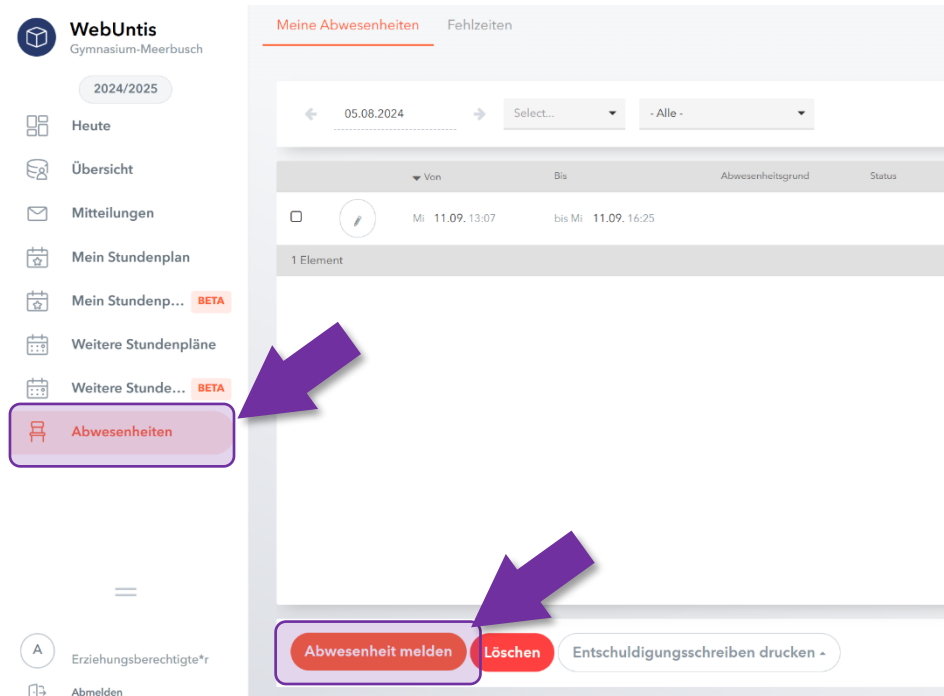 WebUntis
Gymnasium-Meerbusch
2024/2025
Heute
Übersicht
Mitteilungen
Mein Stundenplan
Mein Stundenp... BETA
Weitere Stundenpläne
Weitere Stunde... BETA
Abwesenheiten
A
Erziehungsberechtigte*r
Abmelden
Meine Abwesenheiten Fehlzeiten
05.08.2024 Select... - Alle -
Von Bis Abwesenheitsgrund Status
Mi 11.09. 13:07 bis Mi 11.09. 16:25
1 Element
Abwesenheit melden Löschen Entschuldigungsschreiben drucken